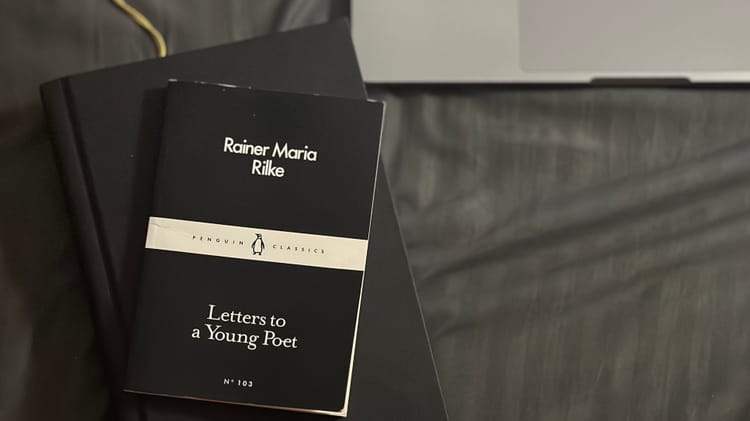 Rainer Maria
Rilke
PENGUIN CLASSICS
Letters to
a Young Poet
Nº 103